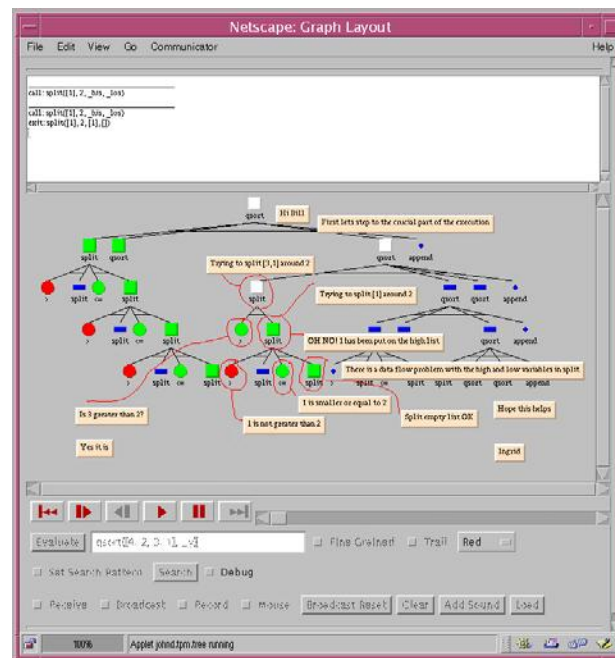 Netscape: Graph Layout
File Edit View Go Communicator Help
call: split([1], 2, _his, _los)
call: split([1], 2, _his, _los)
exit: split([1], 2, [1], [])
qsort
Hi Bill
First lets step to the crucial part of the execution
split qsort
qsort append
Trying to split [3,1] around 2
> split =< split
split
Trying to split [1] around 2
qsort qsort append
> split =< split
> split
OH NO! 1 has been put on the high list
There is a data flow problem with the high and low variables in split
> split =< split
> split =< split
qsort append
1 is smaller or equal to 2
Is 3 greater than 2?
1 is not greater than 2
Split empty list OK
Hope this helps
Yes it is
Ingrid
Evaluate
Fine Grained Trail Red
Set Search Pattern Search Debug
Receive Broadcast Record Mouse Broadcast Reset Clear Add Sound Load
100% Applet johnd.tpm.tree running